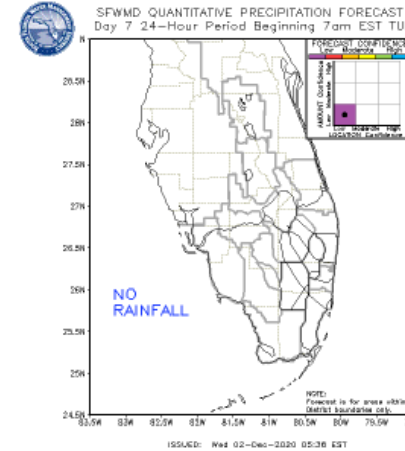 SFWMD QUANTITATIVE PRECIPITATION FORECAST
Day 7 24-Hour Period Beginning 7am EST TU
FORECAST CONFIDENCE
Low Moderate High
AMOUNT Confidence
Low Moderate High
Low Moderate High
LOCATION Confidence
N
28.5N
28N
27.5N
27N
26.5N
26N
25.5N
25N
24.5N
NO
RAINFALL
NOTE:
Forecast is for areas within
District boundaries only.
83.5W 83W 82.5W 82W 81.5W 81W 80.5W 80W 79.5W
ISSUED: Wed 02-Dec-2020 05:36 EST